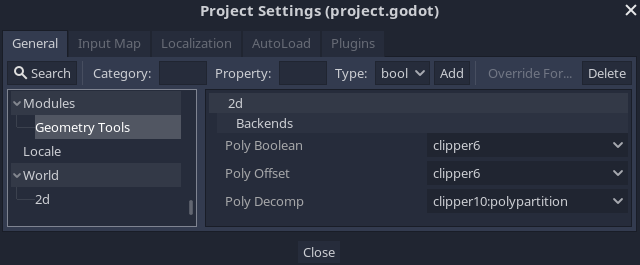 Project Settings (project.godot)
General Input Map Localization AutoLoad Plugins
Search Category: Property: Type: bool Add Override For... Delete
Modules
Geometry Tools
Locale
World
2d
2d
Backends
Poly Boolean clipper6
Poly Offset clipper6
Poly Decomp clipper10:polypartition
Close